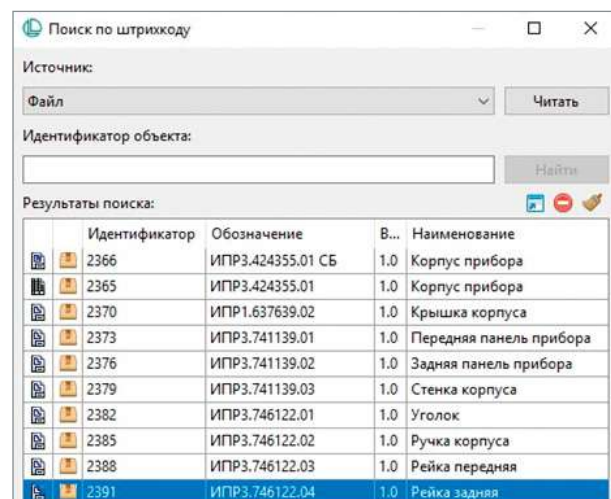 Поиск по штрихкоду
Источник:
Файл Читать
Идентификатор объекта:
Найти
Результаты поиска:
Идентификатор Обозначение В... Наименование
2366 ИПР3.424355.01 СБ 1.0 Корпус прибора
2365 ИПР3.424355.01 1.0 Корпус прибора
2370 ИПР1.637639.02 1.0 Крышка корпуса
2373 ИПР3.741139.01 1.0 Передняя панель прибора
2376 ИПР3.741139.02 1.0 Задняя панель прибора
2379 ИПР3.741139.03 1.0 Стенка корпуса
2382 ИПР3.746122.01 1.0 Уголок
2385 ИПР3.746122.02 1.0 Ручка корпуса
2388 ИПР3.746122.03 1.0 Рейка передняя
2391 ИПР3.746122.04 1.0 Рейка задняя